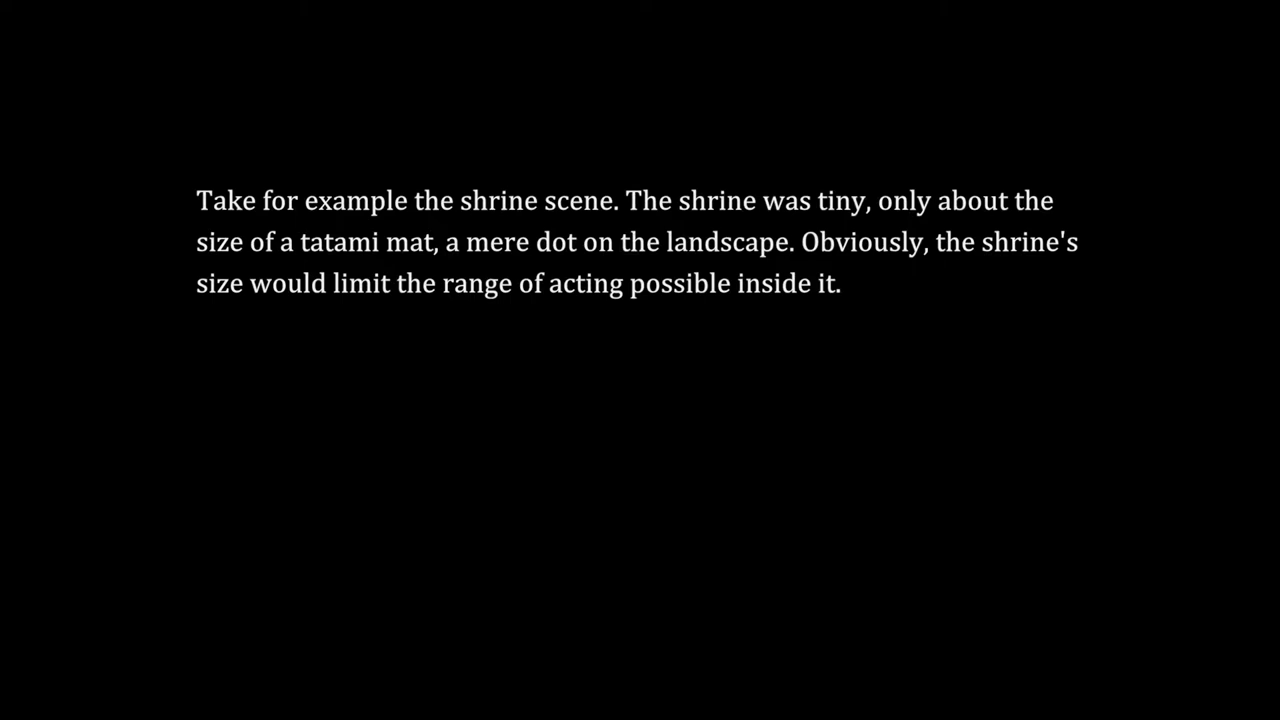 Take for example the shrine scene. The shrine was tiny, only about the
size of a tatami mat, a mere dot on the landscape. Obviously, the shrine's
size would limit the range of acting possible inside it.